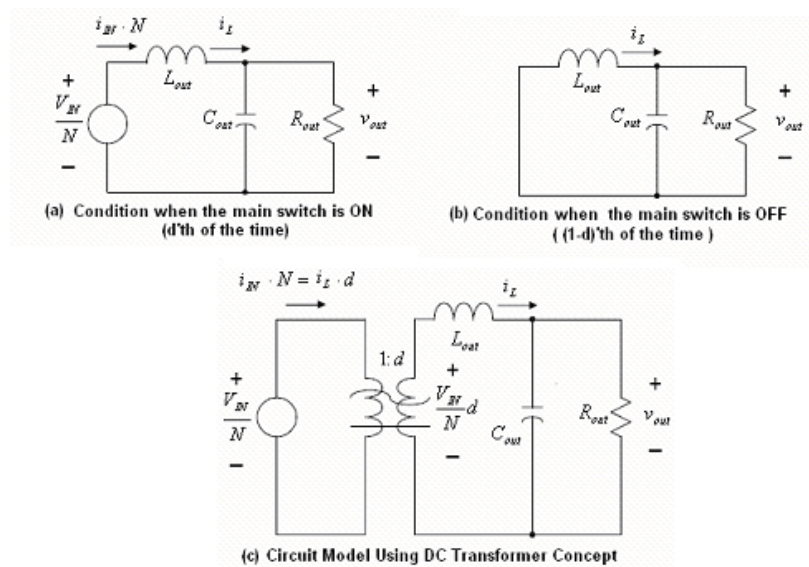 i_IN · N
i_L
L_out
+
V_IN
N
−
C_out
R_out
+
v_out
−
(a) Condition when the main switch is ON
(d'th of the time)
i_L
L_out
C_out
R_out
+
v_out
−
(b) Condition when the main switch is OFF
( (1-d)'th of the time )
i_IN · N = i_L · d
i_L
L_out
1:d
+
V_IN
N
−
+
V_IN
N
d
−
C_out
R_out
+
v_out
−
(c) Circuit Model Using DC Transformer Concept